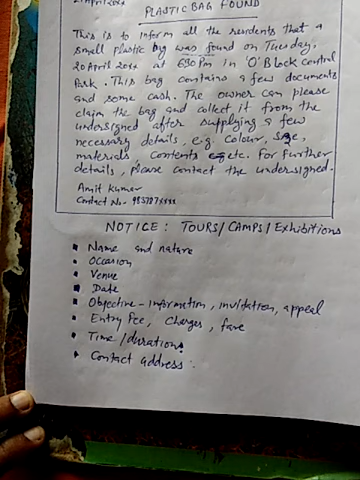 21 April 20xx
PLASTIC BAG FOUND
This is to inform all the residents that a
small plastic bag was found on Tuesday,
20 April 20xx at 6:30 Pm in 'O' Block central
Park. This bag contains a few documents
and some cash. The owner can please
claim the bag and collect it from the
undersigned after supplying a few
necessary details, e.g. Colour, Size,
materials, contents etc. For further
details, please contact the undersigned.
Amit kumar
Contact No. 983787xxxx
NOTICE: TOURS/CAMPS/Exhibitions
▪ Name and nature
▪ Occasion
▪ Venue
▪ Date
▪ Objective - information, invitation, appeal
▪ Entry Fee, Charges, fare
▪ Time/duration:
▪ Contact address: